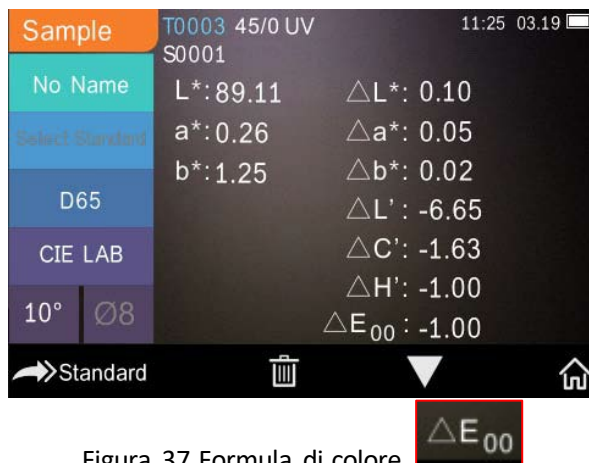 Sample
T0003 45/0 UV 11:25 03.19
S0001
No Name
Select Standard
L*: 89.11 △L*: 0.10
a*: 0.26 △a*: 0.05
b*: 1.25 △b*: 0.02
D65
△L' : -6.65
CIE LAB
△C': -1.63
△H': -1.00
10° Ø8
△E00 : -1.00
Standard
Figura 37 Formula di colore △E00